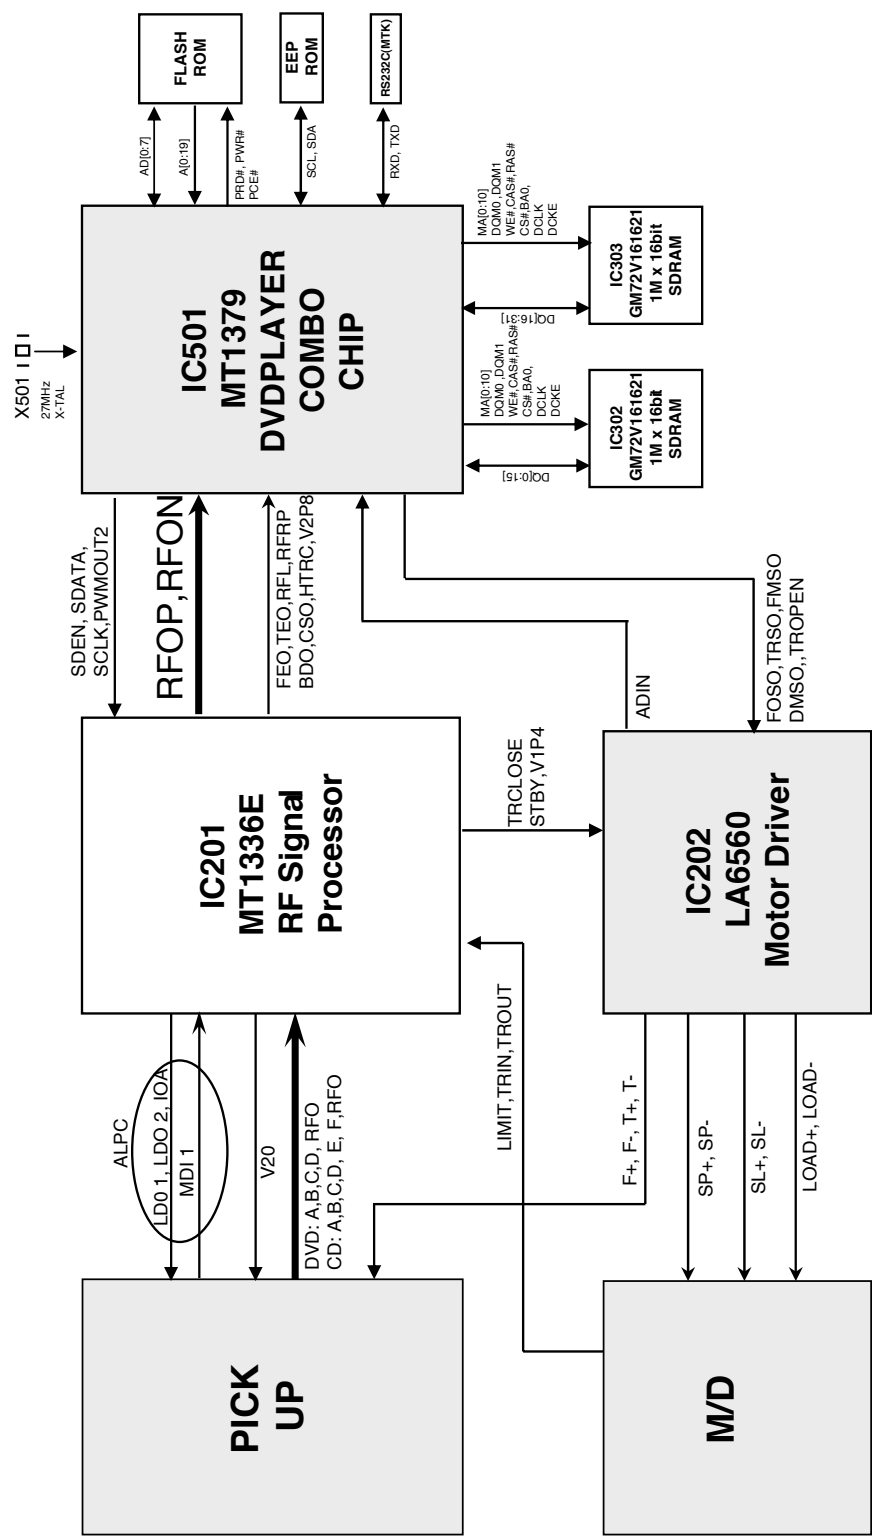 PICK
UP
M/D
ALPC
LD0 1, LDO 2, IOA
MDI 1
V20
DVD: A,B,C,D, RFO
CD: A,B,C,D, E, F,RFO
LIMIT,TRIN,TROUT
F+, F-, T+, T-
SP+, SP-
SL+, SL-
LOAD+, LOAD-
IC201
MT1336E
RF Signal
Processor
TRCLOSE
STBY,V1P4
IC202
LA6560
Motor Driver
SDEN, SDATA,
SCLK,PWMOUT2
RFOP,RFON
FEO,TEO,RFL,RFRP
BDO,CSO,HTRC,V2P8
ADIN
FOSO,TRSO,FMSO
DMSO,,TROPEN
X501
27MHz
X-TAL
IC501
MT1379
DVDPLAYER
COMBO
CHIP
DQ[0:15]
MA[0:10]
DQM0 ,DQM1
WE#,CAS#,RAS#
CS#,BA0,
DCLK
DCKE
IC302
GM72V161621
1M x 16bit
SDRAM
DQ[16:31]
MA[0:10]
DQM0 ,DQM1
WE#,CAS#,RAS#
CS#,BA0,
DCLK
DCKE
IC303
GM72V161621
1M x 16bit
SDRAM
AD[0:7]
A[0:19]
PRD#, PWR#
PCE#
FLASH
ROM
SCL, SDA
EEP
ROM
RXD, TXD
RS232C(MTK)